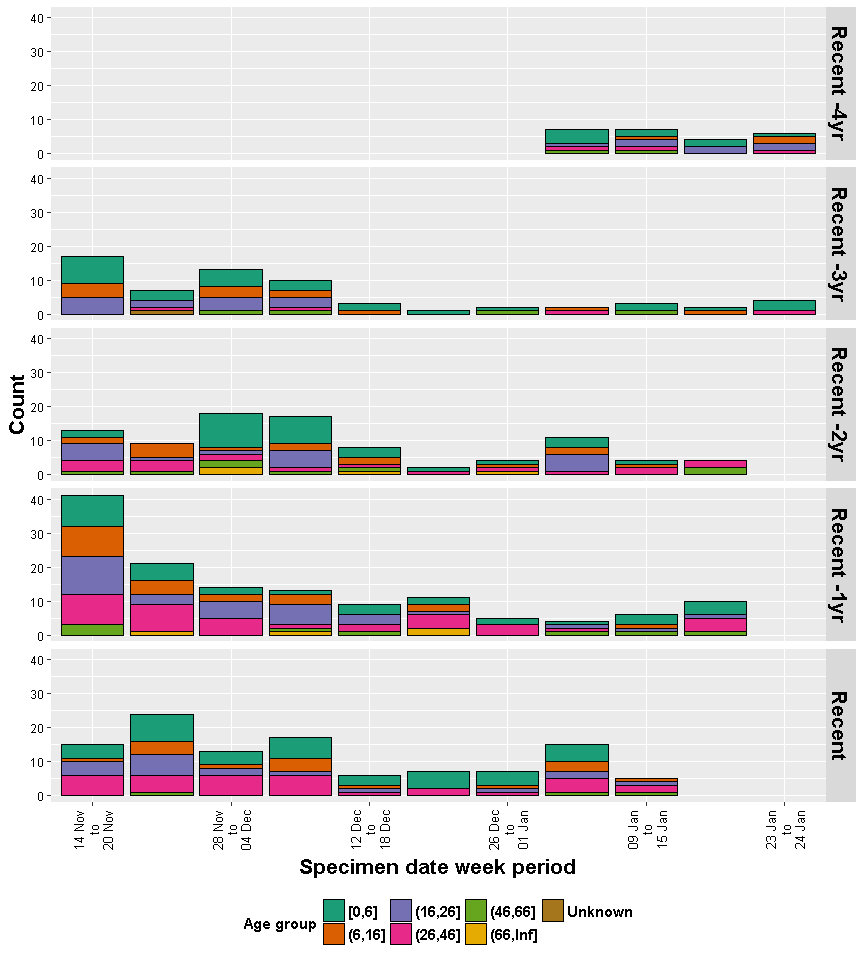 40
30
20
10
0
Recent -4yr
40
30
20
10
0
Recent -3yr
40
30
20
10
0
Recent -2yr
40
30
20
10
0
Recent -1yr
40
30
20
10
0
Recent
Count
14 Nov
to
20 Nov
28 Nov
to
04 Dec
12 Dec
to
18 Dec
26 Dec
to
01 Jan
09 Jan
to
15 Jan
23 Jan
to
24 Jan
Specimen date week period
Age group
[0,6]
(16,26]
(46,66]
Unknown
(6,16]
(26,46]
(66,Inf]